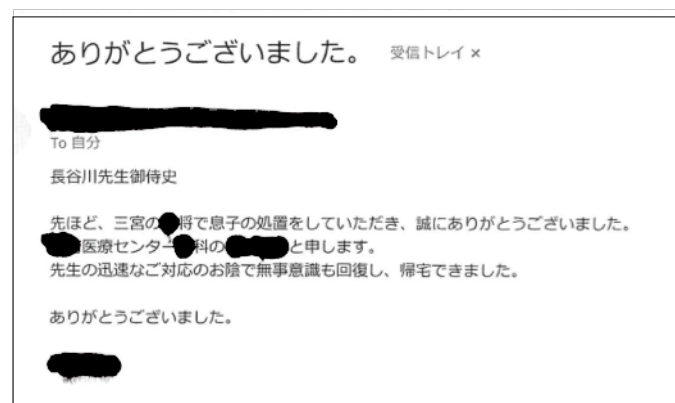 ありがとうございました。 受信トレイ ×
To 自分
長谷川先生御侍史
先ほど、三宮の将で息子の処置をしていただき、誠にありがとうございました。
医療センター科のと申します。
先生の迅速なご対応のお陰で無事意識も回復し、帰宅できました。
ありがとうございました。